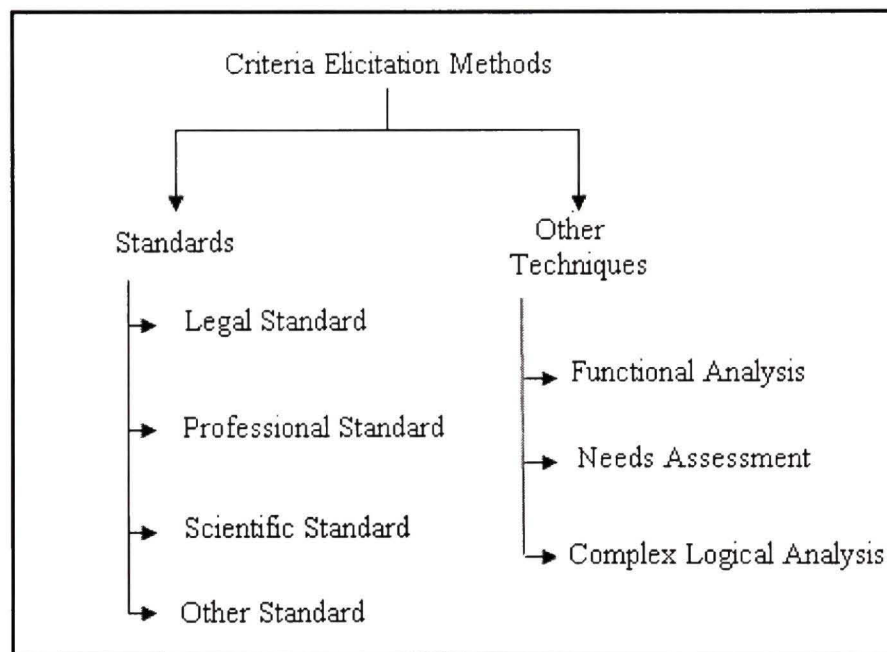 Criteria Elicitation Methods
Standards
Legal Standard
Professional Standard
Scientific Standard
Other Standard
Other
Techniques
Functional Analysis
Needs Assessment
Complex Logical Analysis